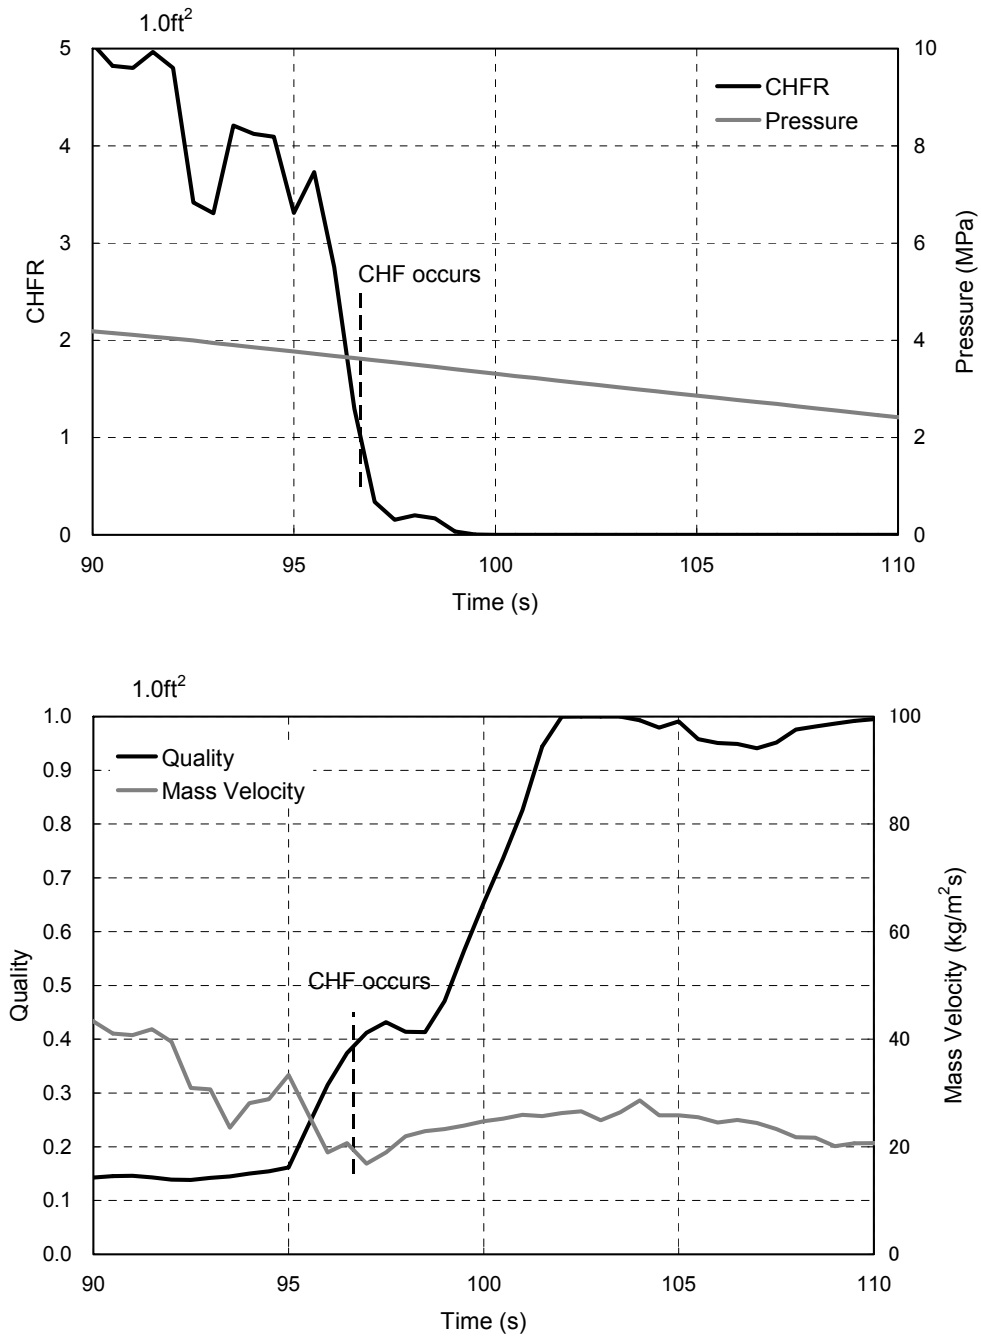 1.0ft²
5
4
3
2
1
0
10
8
6
4
2
0
CHFR
Pressure
CHF occurs
CHFR
Pressure (MPa)
90
95
100
105
110
Time (s)
1.0ft²
1.0
0.9
0.8
0.7
0.6
0.5
0.4
0.3
0.2
0.1
0.0
100
80
60
40
20
0
Quality
Mass Velocity
CHF occurs
Quality
Mass Velocity (kg/m²s)
90
95
100
105
110
Time (s)